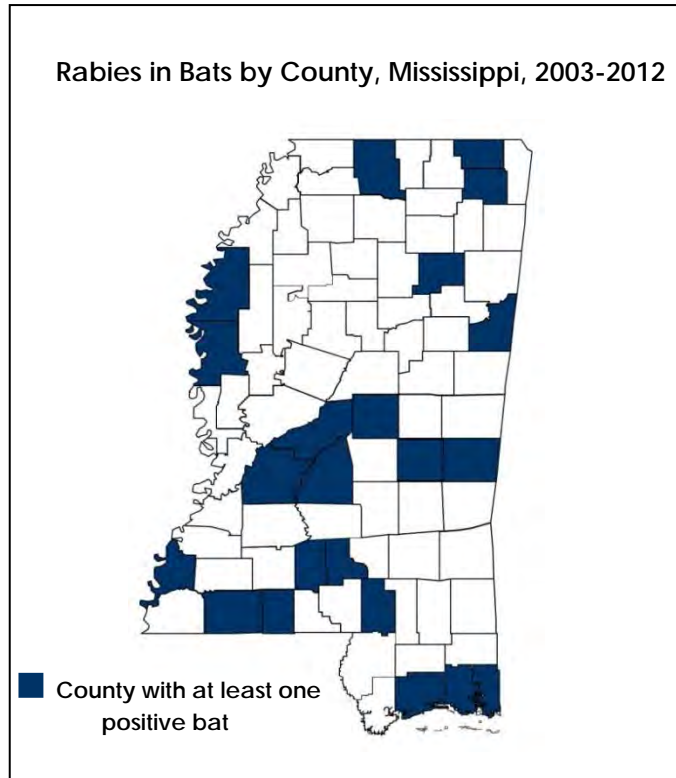 Rabies in Bats by County, Mississippi, 2003-2012
County with at least one
positive bat